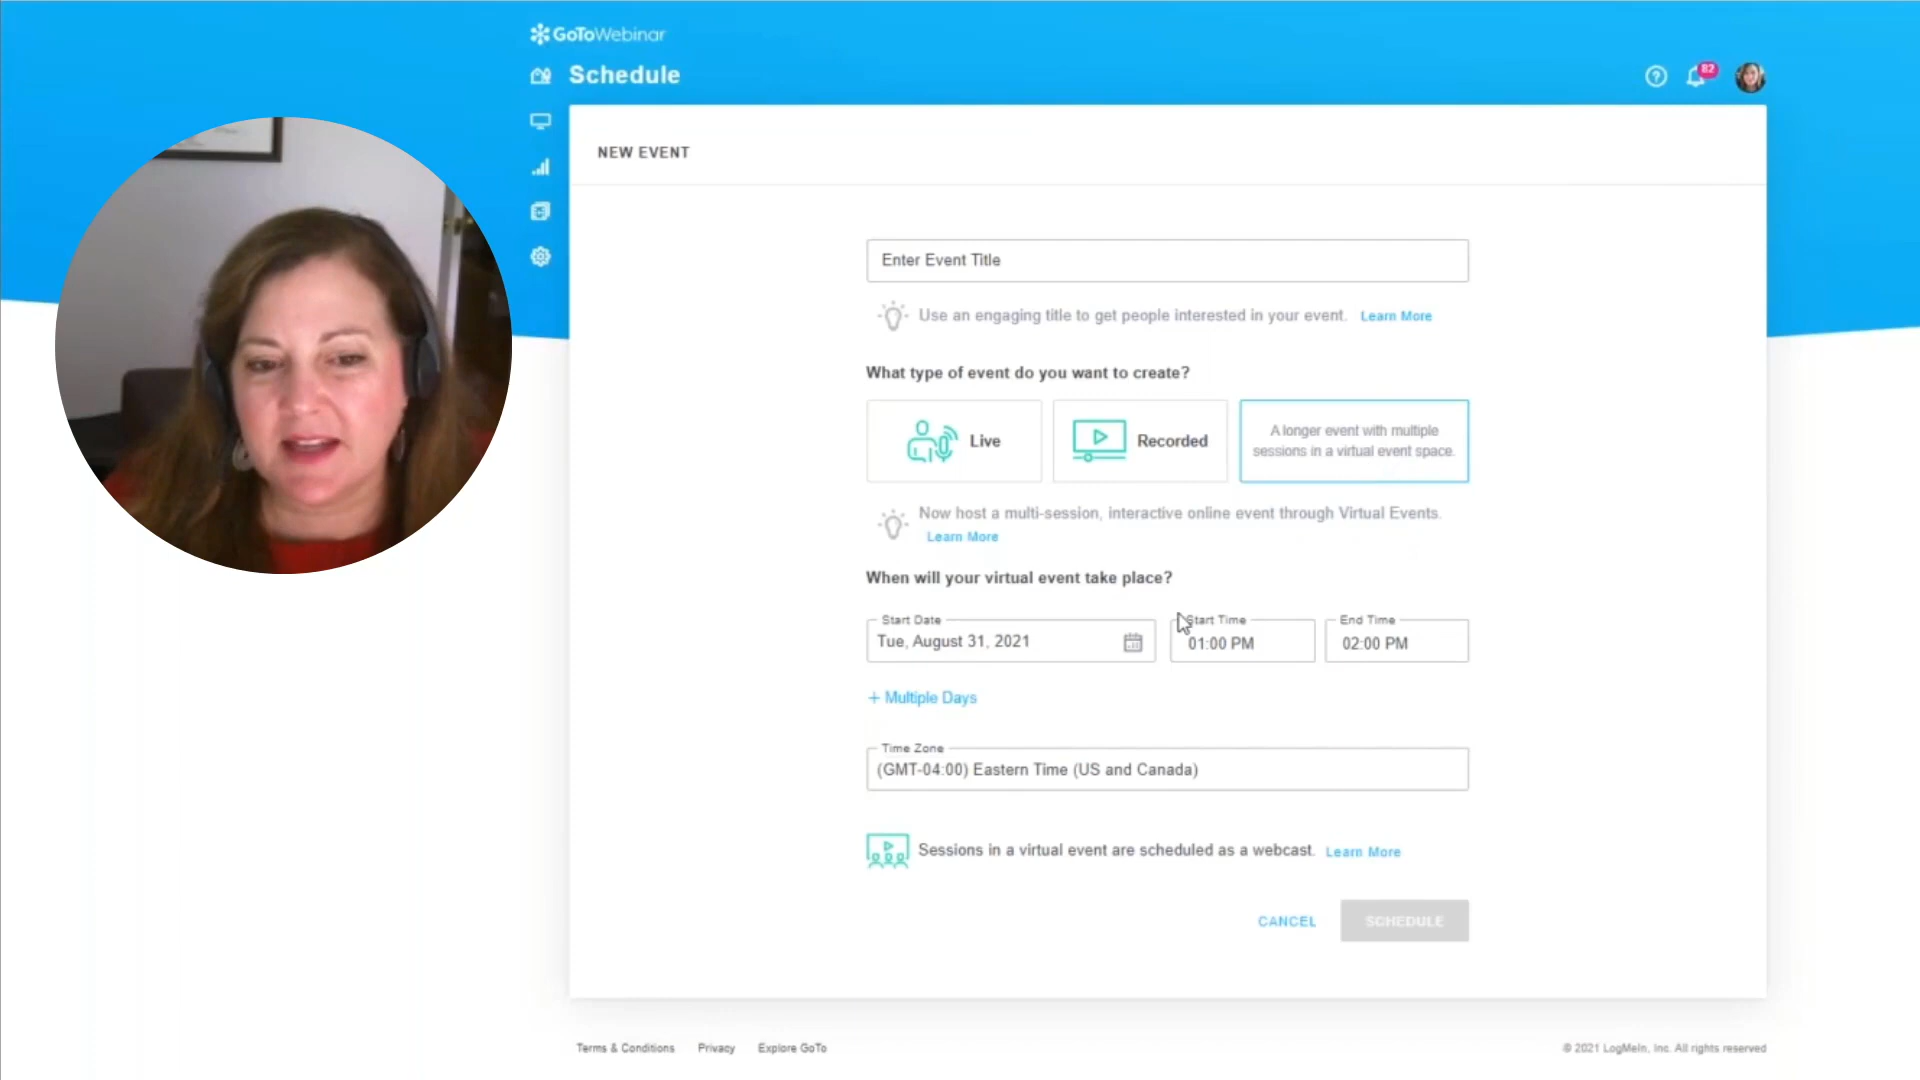 GoToWebinar
Schedule
82
NEW EVENT
Enter Event Title
Use an engaging title to get people interested in your event. Learn More
What type of event do you want to create?
Live
Recorded
A longer event with multiple
sessions in a virtual event space.
Now host a multi-session, interactive online event through Virtual Events.
Learn More
When will your virtual event take place?
Start Date
Tue, August 31, 2021
Start Time
01:00 PM
End Time
02:00 PM
+ Multiple Days
Time Zone
(GMT-04:00) Eastern Time (US and Canada)
Sessions in a virtual event are scheduled as a webcast. Learn More
CANCEL
SCHEDULE
Terms & Conditions Privacy Explore GoTo
© 2021 LogMeIn, Inc. All rights reserved